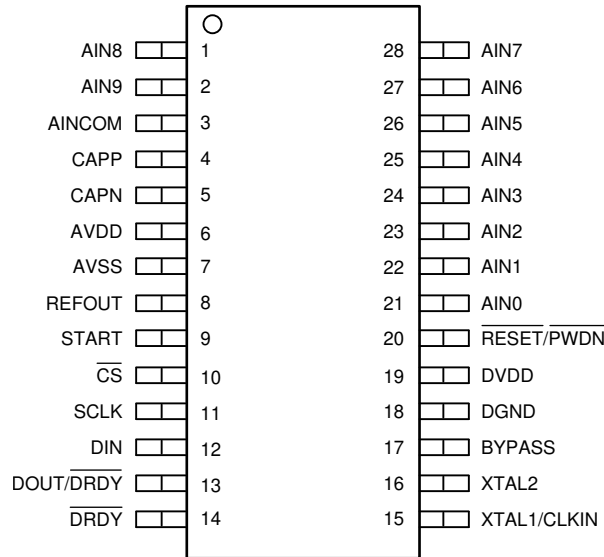 AIN8 1 28 AIN7
AIN9 2 27 AIN6
AINCOM 3 26 AIN5
CAPP 4 25 AIN4
CAPN 5 24 AIN3
AVDD 6 23 AIN2
AVSS 7 22 AIN1
REFOUT 8 21 AIN0
START 9 20 RESET/PWDN
CS 10 19 DVDD
SCLK 11 18 DGND
DIN 12 17 BYPASS
DOUT/DRDY 13 16 XTAL2
DRDY 14 15 XTAL1/CLKIN